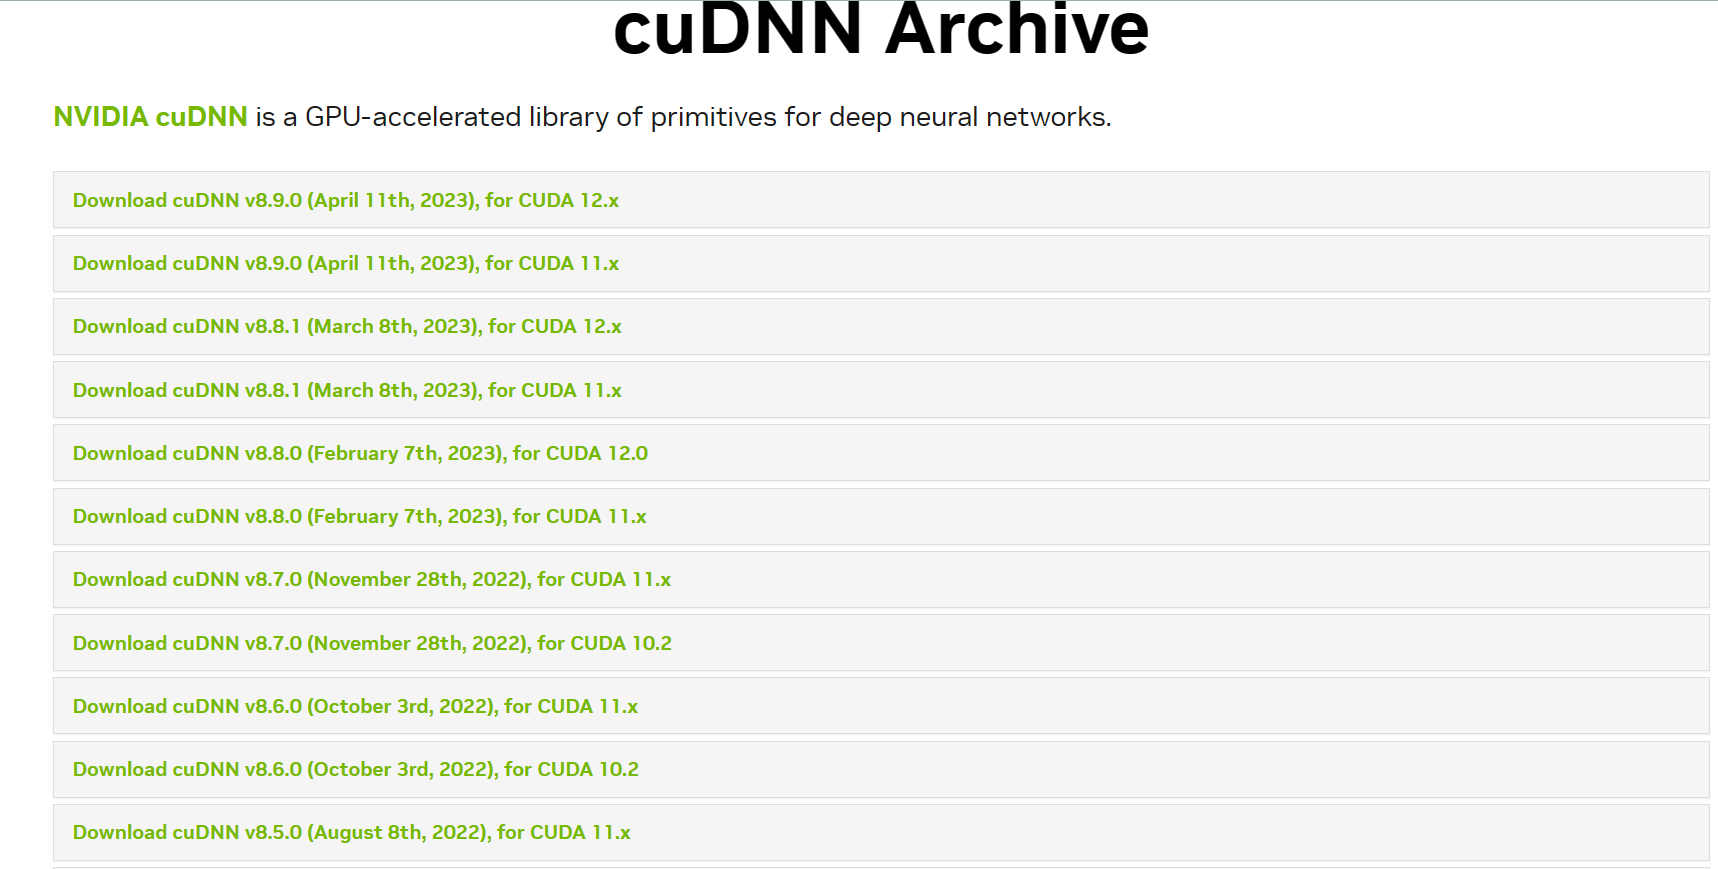 cuDNN Archive
NVIDIA cuDNN is a GPU-accelerated library of primitives for deep neural networks.
Download cuDNN v8.9.0 (April 11th, 2023), for CUDA 12.x
Download cuDNN v8.9.0 (April 11th, 2023), for CUDA 11.x
Download cuDNN v8.8.1 (March 8th, 2023), for CUDA 12.x
Download cuDNN v8.8.1 (March 8th, 2023), for CUDA 11.x
Download cuDNN v8.8.0 (February 7th, 2023), for CUDA 12.0
Download cuDNN v8.8.0 (February 7th, 2023), for CUDA 11.x
Download cuDNN v8.7.0 (November 28th, 2022), for CUDA 11.x
Download cuDNN v8.7.0 (November 28th, 2022), for CUDA 10.2
Download cuDNN v8.6.0 (October 3rd, 2022), for CUDA 11.x
Download cuDNN v8.6.0 (October 3rd, 2022), for CUDA 10.2
Download cuDNN v8.5.0 (August 8th, 2022), for CUDA 11.x